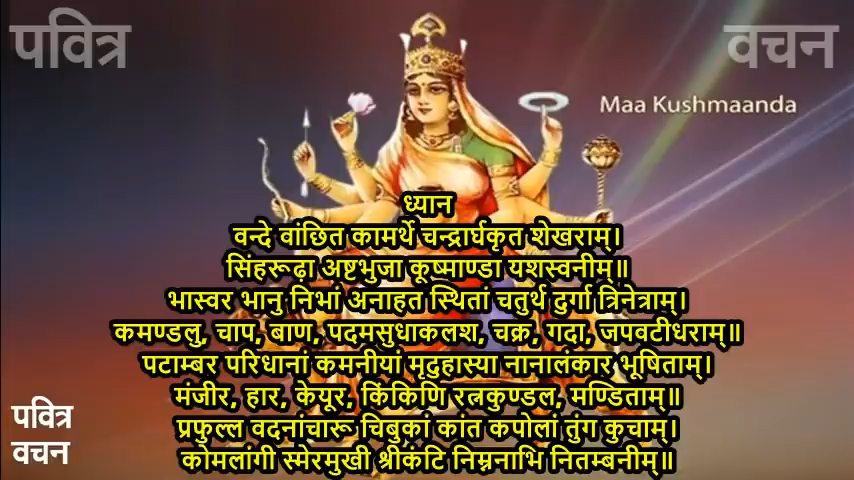 पवित्र
वचन
Maa Kushmaanda
ध्यान
वन्दे वांछित कामर्थे चन्द्रार्घकृत शेखराम्।
सिंहरूढ़ा अष्टभुजा कूष्माण्डा यशस्वनीम्॥
भास्वर भानु निभां अनाहत स्थितां चतुर्थ दुर्गा त्रिनेत्राम्।
कमण्डलु, चाप, बाण, पदमसुधाकलश, चक्र, गदा, जपवटीधराम्॥
पटाम्बर परिधानां कमनीयां मृदुहास्या नानालंकार भूषिताम्।
मंजीर, हार, केयूर, किंकिणि रत्नकुण्डल, मण्डिताम्॥
प्रफुल्ल वदनांचारू चिबुकां कांत कपोलां तुंग कुचाम्।
कोमलांगी स्मेरमुखी श्रीकंटि निम्ननाभि नितम्बनीम्॥
पवित्र
वचन